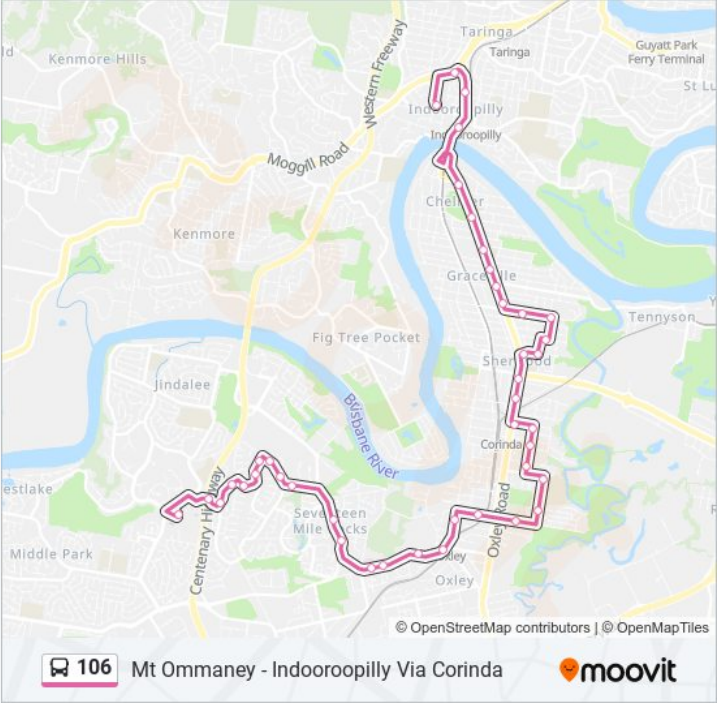 Taringa
Taringa
Guyatt Park
Ferry Terminal
Kenmore Hills
Western Freeway
St Lu
Indooroopilly
Indooroopilly
Moggill Road
Chelmer
Kenmore
Graceville
Tennyson
Fig Tree Pocket
Sherwood
Jindalee
Brisbane River
Corinda
estlake
Centenary Highway
Seventeen
Mile Rocks
Oxley Road
Middle Park
Oxley
Oxley
© OpenStreetMap contributors | © OpenMapTiles
106 Mt Ommaney - Indooroopilly Via Corinda
moovit